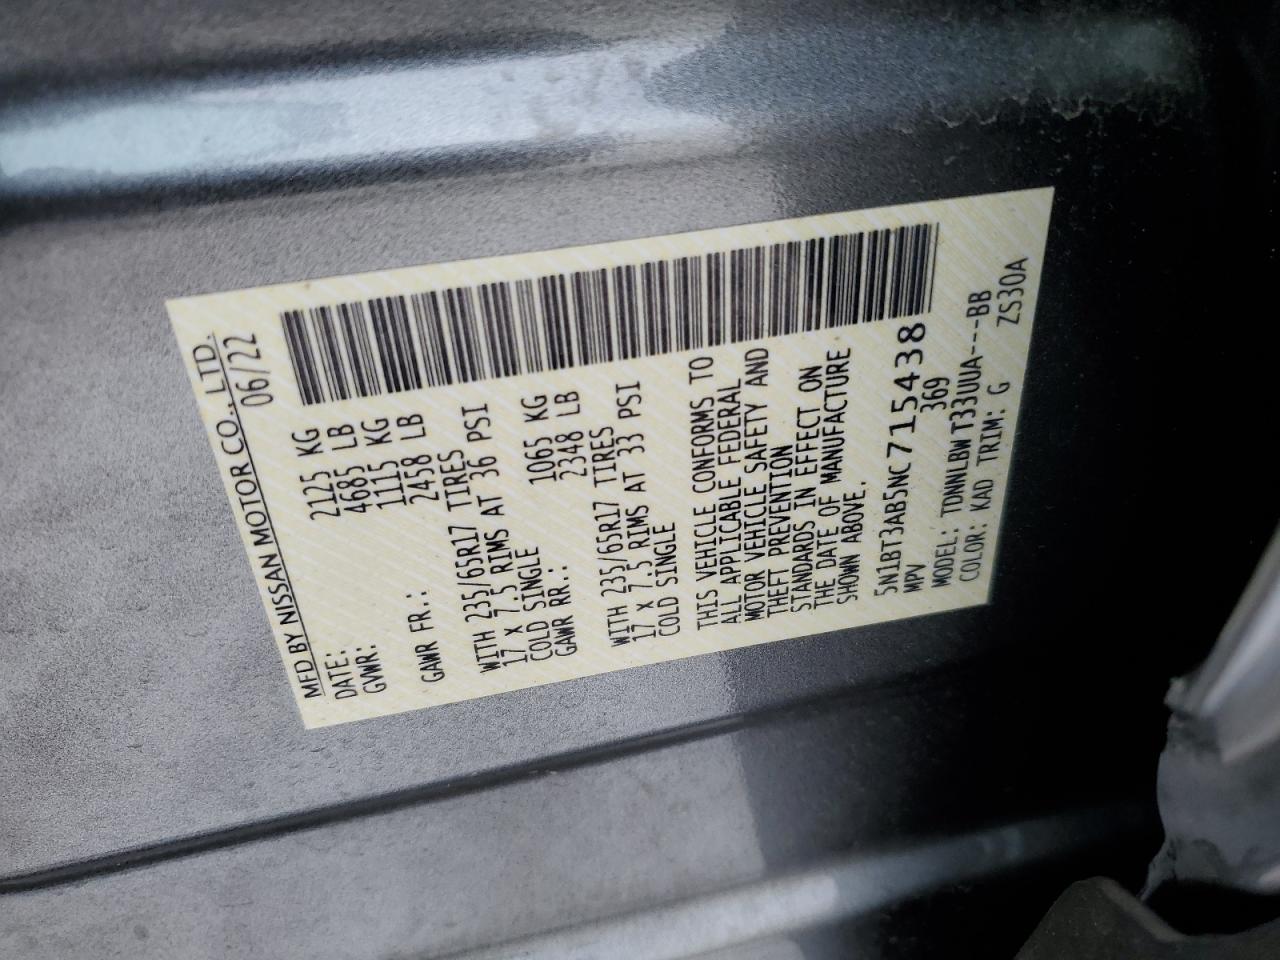 MFD BY NISSAN MOTOR CO., LTD.
DATE: 06/22
GVWR: 2125 KG
4685 LB
GAWR FR.: 1115 KG
2458 LB
WITH 235/65R17 TIRES
17 x 7.5 RIMS AT 36 PSI
COLD SINGLE
GAWR RR.: 1065 KG
2348 LB
WITH 235/65R17 TIRES
17 x 7.5 RIMS AT 33 PSI
COLD SINGLE
THIS VEHICLE CONFORMS TO
ALL APPLICABLE FEDERAL
MOTOR VEHICLE SAFETY AND
THEFT PREVENTION
STANDARDS IN EFFECT ON
THE DATE OF MANUFACTURE
SHOWN ABOVE.
5N1BT3AB5NC715438
MPV 369
MODEL: TDNNLBW T33UUA----BB
COLOR: KAD TRIM: G ZS30A